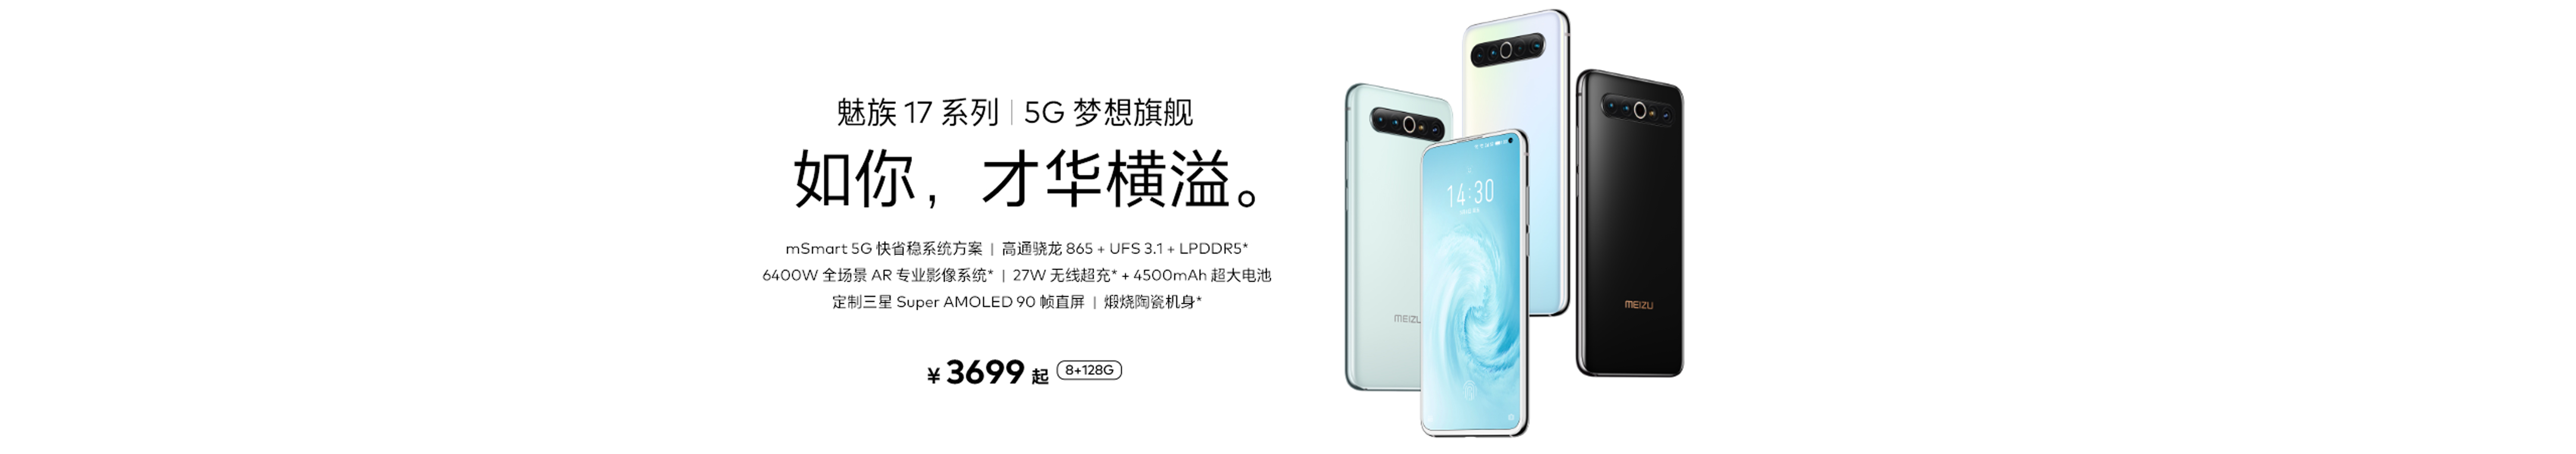 魅族 17 系列 | 5G 梦想旗舰
如你，才华横溢。
mSmart 5G 快省稳系统方案 | 高通骁龙 865 + UFS 3.1 + LPDDR5*
6400W 全场景 AR 专业影像系统* | 27W 无线超充* + 4500mAh 超大电池
定制三星 Super AMOLED 90 帧直屏 | 煅烧陶瓷机身*
¥ 3699 起 8+128G
14:30
MEIZU
MEIZU